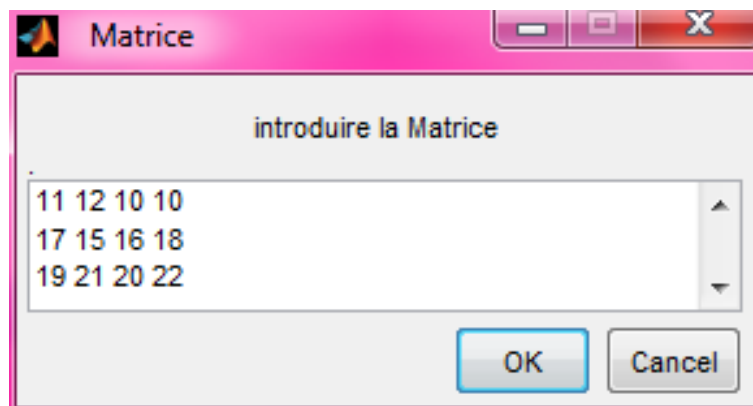 Matrice
introduire la Matrice
.
11 12 10 10
17 15 16 18
19 21 20 22
OK Cancel